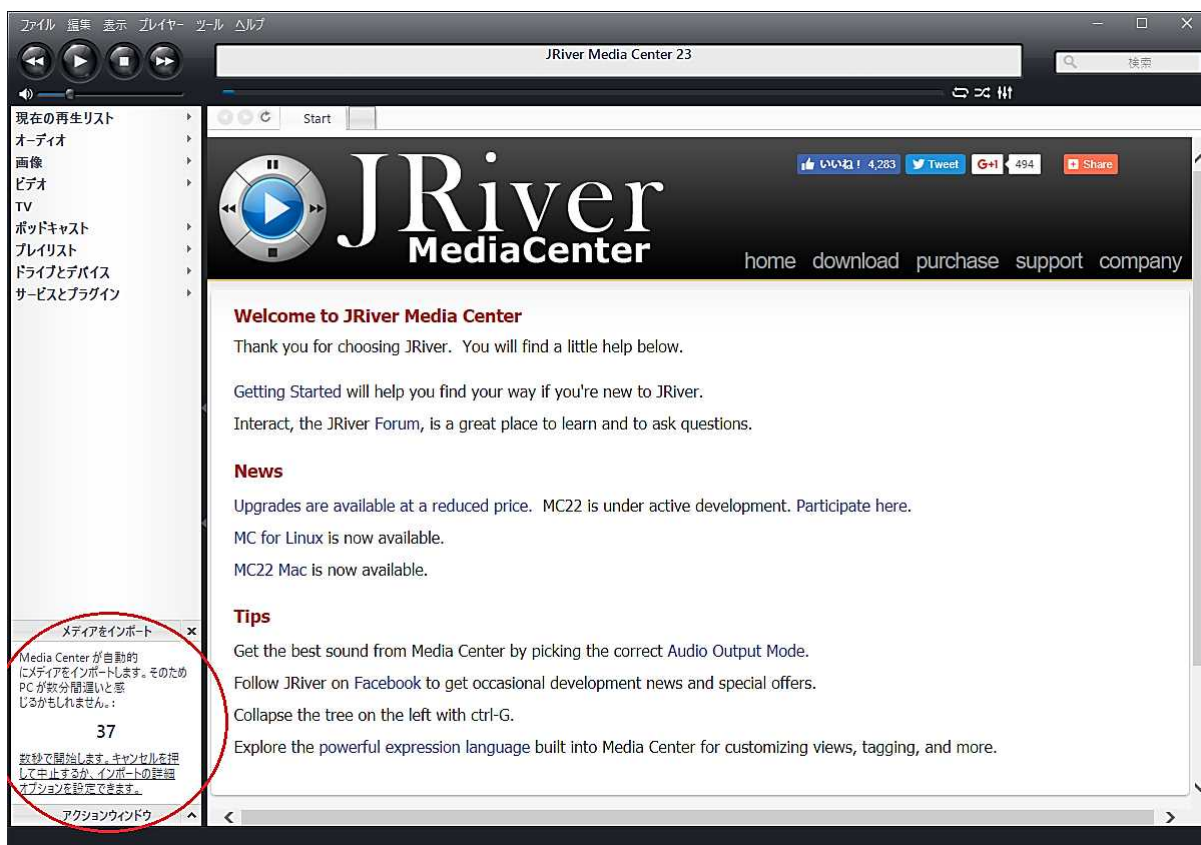 ファイル 編集 表示 プレイヤー ツール ヘルプ
JRiver Media Center 23
検索
現在の再生リスト
オーディオ
画像
ビデオ
TV
ポッドキャスト
プレイリスト
ドライブとデバイス
サービスとプラグイン
Start
JRiver
MediaCenter
いいね！ 4,283
Tweet
G+1 494
Share
home download purchase support company
Welcome to JRiver Media Center
Thank you for choosing JRiver. You will find a little help below.
Getting Started will help you find your way if you're new to JRiver.
Interact, the JRiver Forum, is a great place to learn and to ask questions.
News
Upgrades are available at a reduced price. MC22 is under active development. Participate here.
MC for Linux is now available.
MC22 Mac is now available.
Tips
Get the best sound from Media Center by picking the correct Audio Output Mode.
Follow JRiver on Facebook to get occasional development news and special offers.
Collapse the tree on the left with ctrl-G.
Explore the powerful expression language built into Media Center for customizing views, tagging, and more.
メディアをインポート
Media Center が自動的
にメディアをインポートします。そのため
PC が数分間遅いと感
じるかもしれません。:
37
数秒で開始します。キャンセルを押
して中止するか、インポートの詳細
オプションを設定できます。
アクションウィンドウ